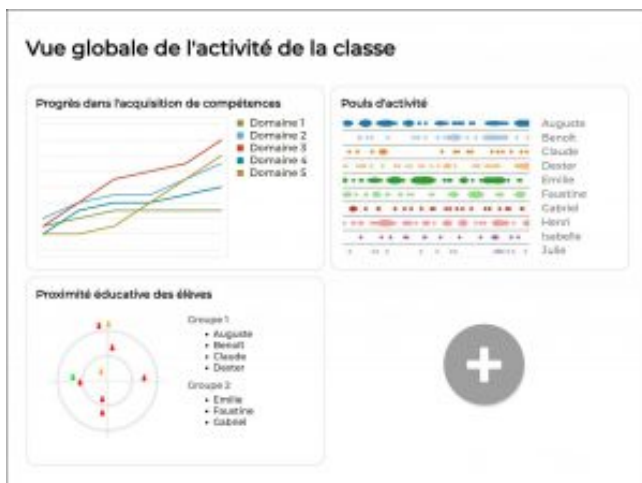 Vue globale de l'activité de la classe
Progrès dans l'acquisition de compétences
Domaine 1
Domaine 2
Domaine 3
Domaine 4
Domaine 5
Pouls d'activité
Auguste
Benoît
Claude
Dexter
Emilie
Faustine
Gabriel
Henri
Isabelle
Julie
Proximité éducative des élèves
Groupe 1
Auguste
Benoît
Claude
Dexter
Groupe 2
Emilie
Faustine
Gabriel